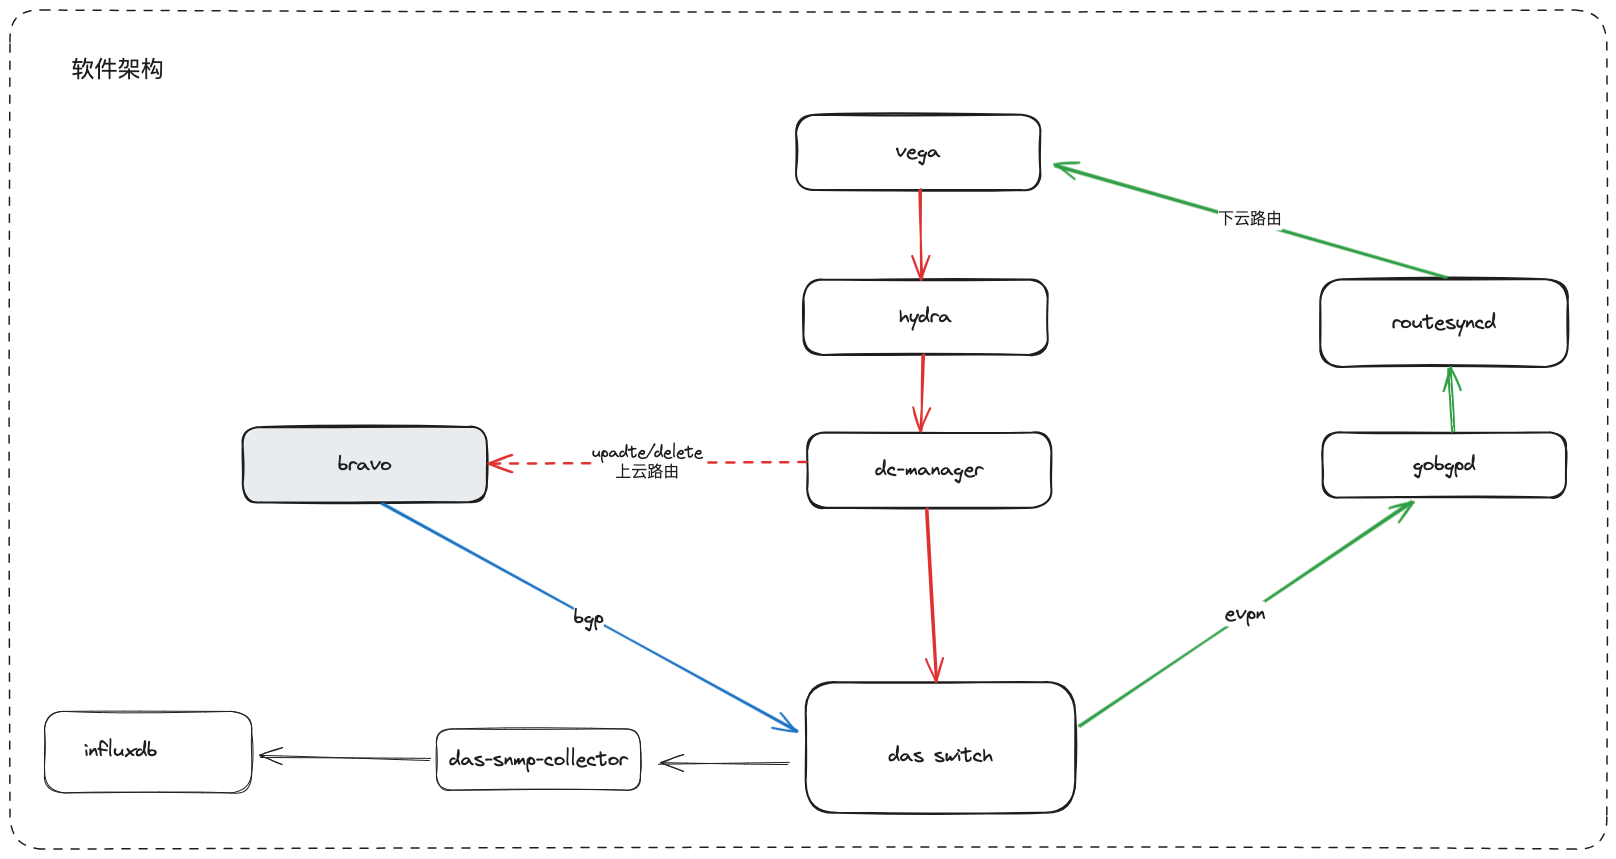 软件架构
vega
下云路由
hydra
routesyncd
upadte/delete
上云路由
bravo
dc-manager
gobgpd
bgp
evpn
influxdb
das-snmp-collector
das switch